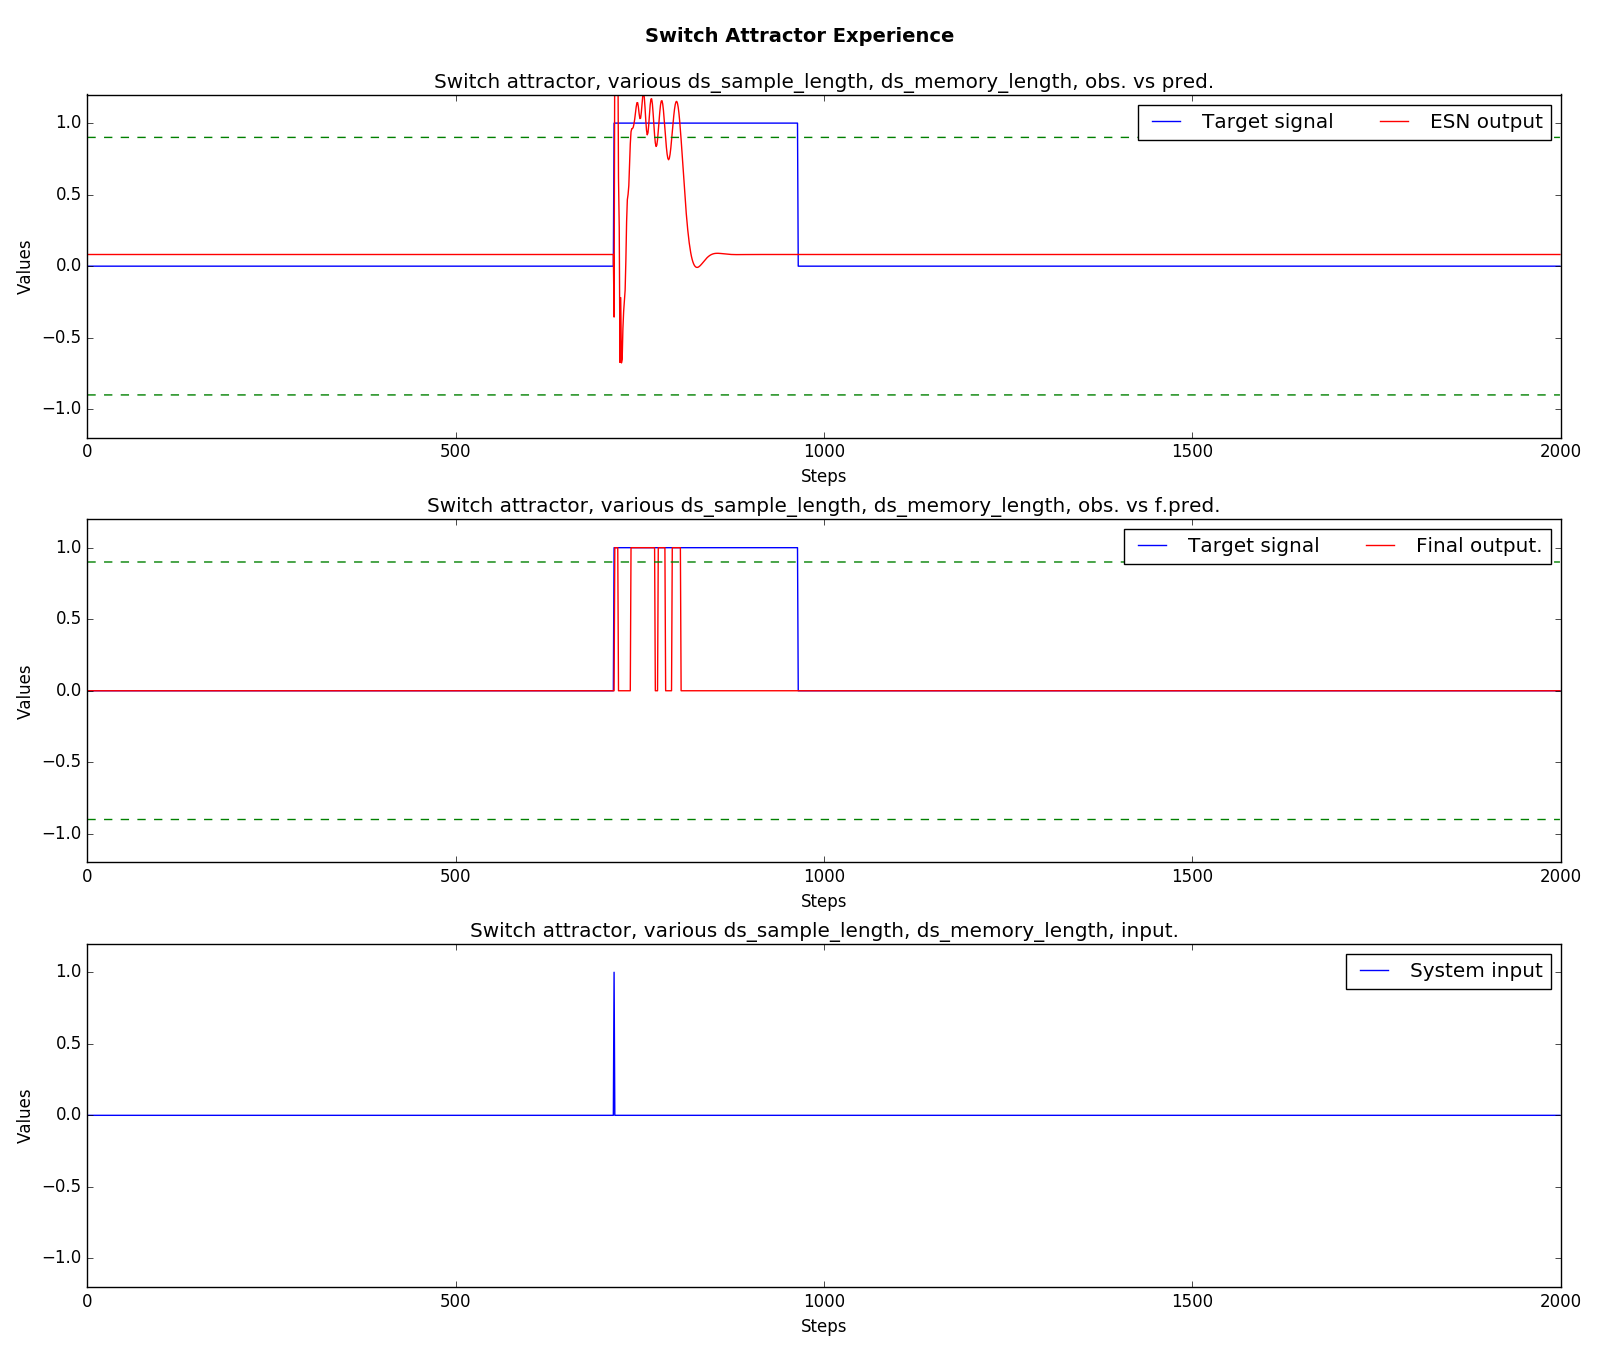 Switch Attractor Experience
Switch attractor, various ds_sample_length, ds_memory_length, obs. vs pred.
Target signal ESN output
1.0
0.5
0.0
−0.5
−1.0
Values
0 500 1000 1500 2000
Steps
Switch attractor, various ds_sample_length, ds_memory_length, obs. vs f.pred.
Target signal Final output.
1.0
0.5
0.0
−0.5
−1.0
Values
0 500 1000 1500 2000
Steps
Switch attractor, various ds_sample_length, ds_memory_length, input.
System input
1.0
0.5
0.0
−0.5
−1.0
Values
0 500 1000 1500 2000
Steps